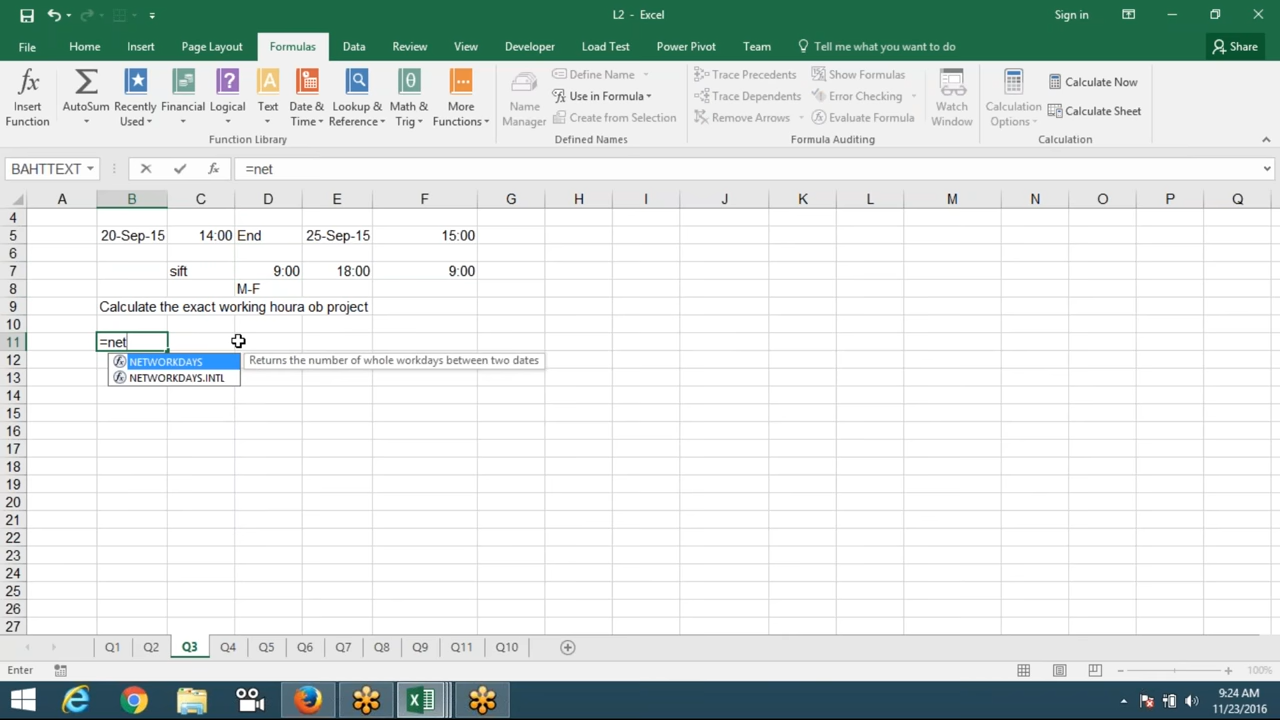 L2 - Excel
Sign in
File Home Insert Page Layout Formulas Data Review View Developer Load Test Power Pivot Team Tell me what you want to do Share
Insert Function
AutoSum
Recently Used
Financial
Logical
Text
Date & Time
Lookup & Reference
Math & Trig
More Functions
Function Library
Name Manager
Define Name
Use in Formula
Create from Selection
Defined Names
Trace Precedents
Trace Dependents
Remove Arrows
Show Formulas
Error Checking
Evaluate Formula
Watch Window
Formula Auditing
Calculation Options
Calculate Now
Calculate Sheet
Calculation
BAHTTEXT fx =net
A B C D E F G H I J K L M N O P Q
4
5 20-Sep-15 14:00 End 25-Sep-15 15:00
6
7 sift 9:00 18:00 9:00
8 M-F
9 Calculate the exact working houra ob project
10
11 =net
12 NETWORKDAYS Returns the number of whole workdays between two dates
13 NETWORKDAYS.INTL
14
15
16
17
18
19
20
21
22
23
24
25
26
27
Q1 Q2 Q3 Q4 Q5 Q6 Q7 Q8 Q9 Q11 Q10
Enter 100%
9:24 AM
11/23/2016